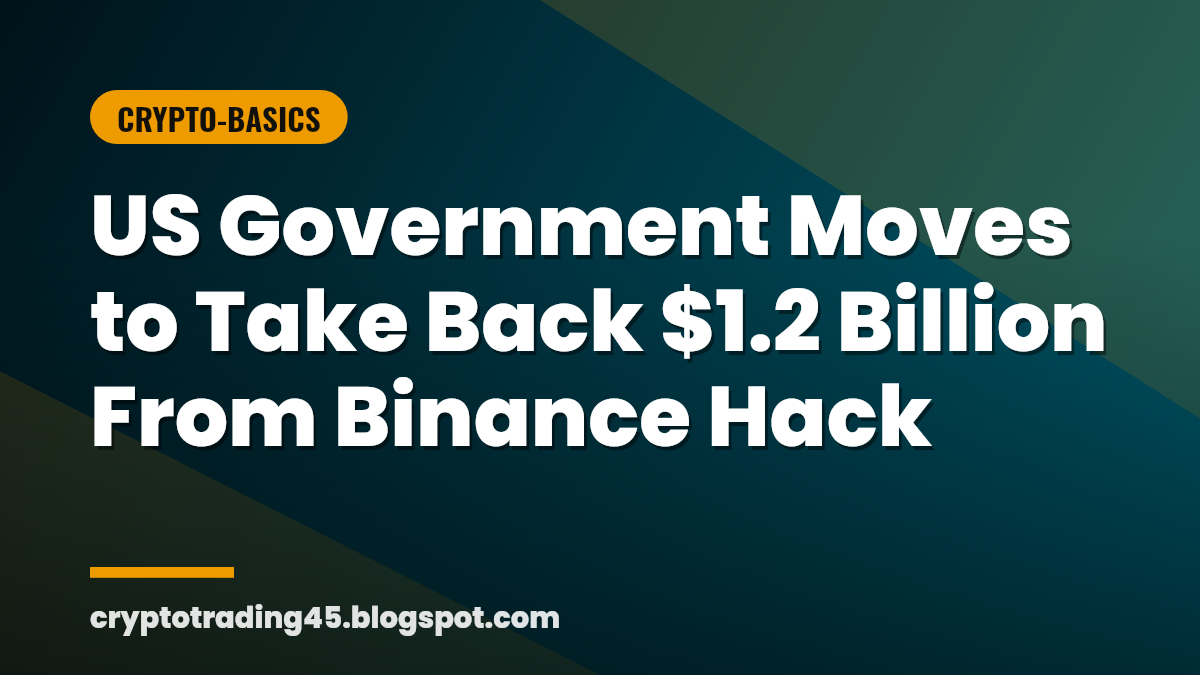 CRYPTO-BASICS
US Government Moves
to Take Back $1.2 Billion
From Binance Hack
cryptotrading45.blogspot.com